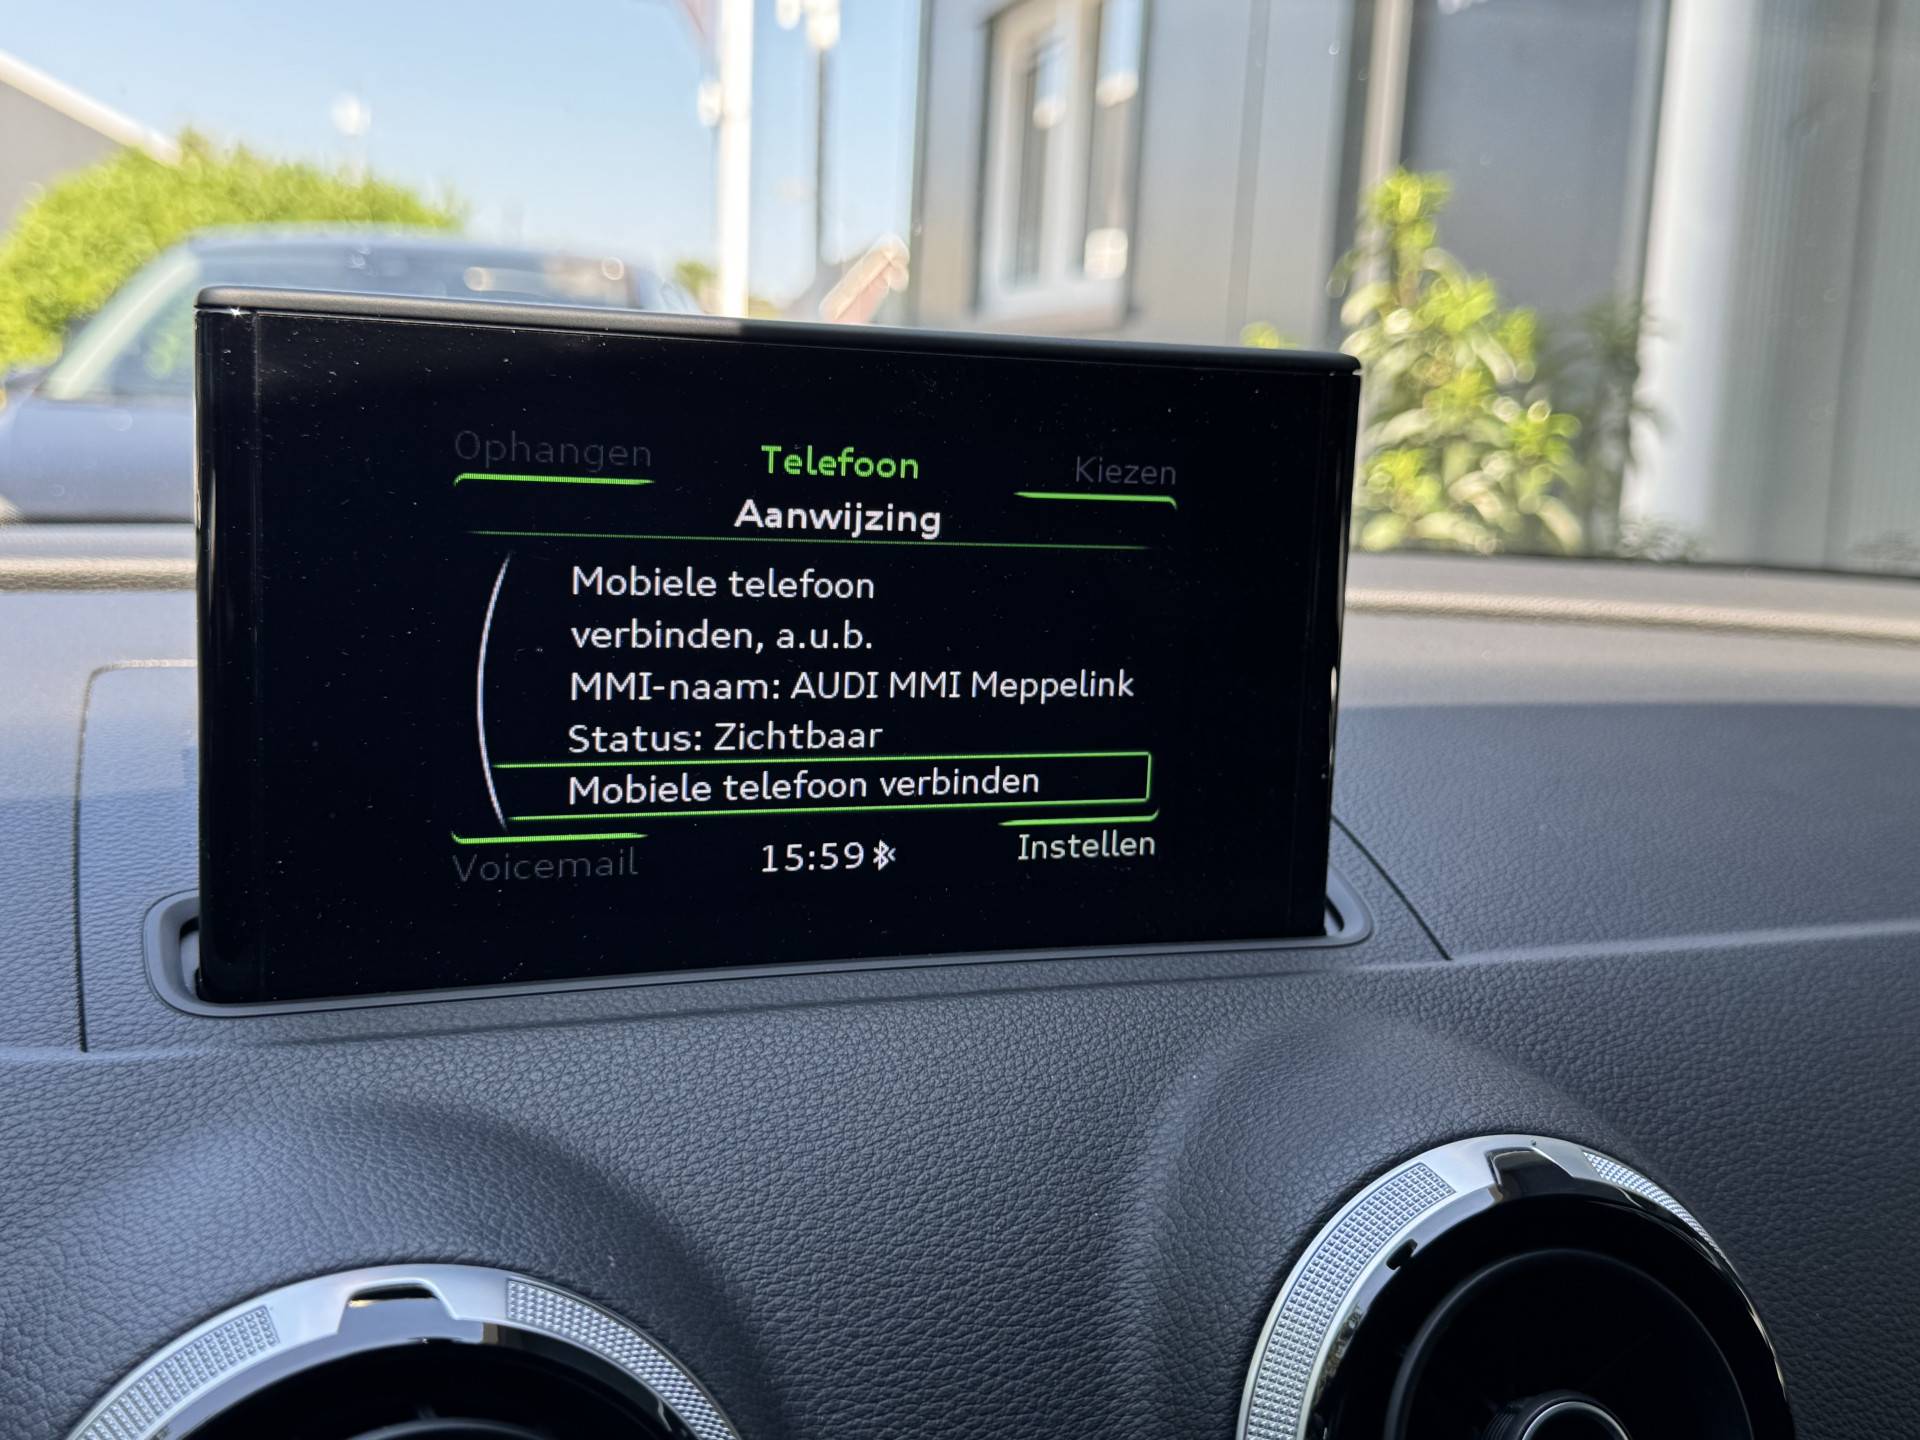 Ophangen
Telefoon
Kiezen
Aanwijzing
Mobiele telefoon
verbinden, a.u.b.
MMI-naam: AUDI MMI Meppelink
Status: Zichtbaar
Mobiele telefoon verbinden
Voicemail
15:59
Instellen